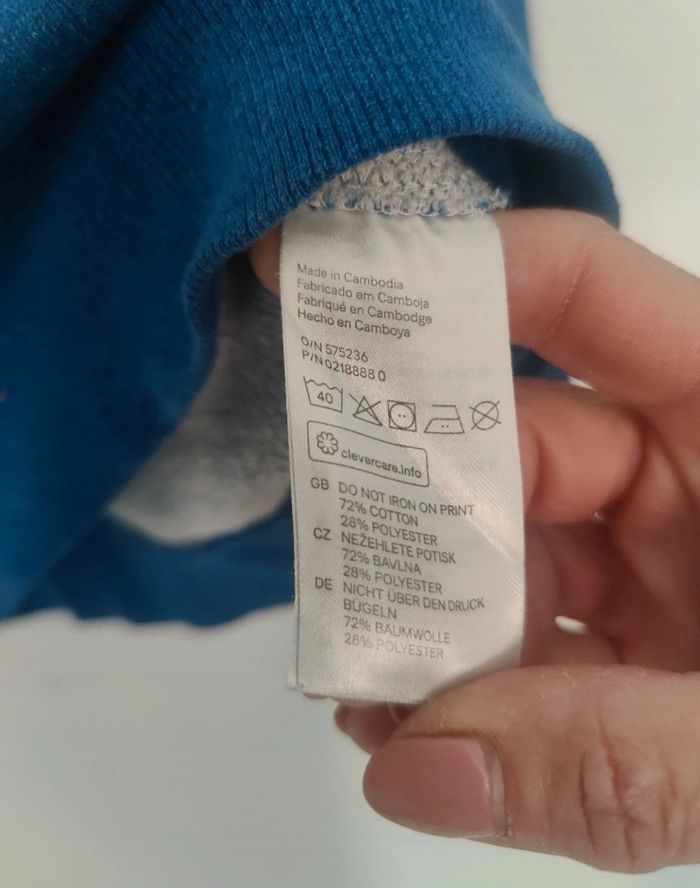 Made in Cambodia
Fabricado em Camboja
Fabriqué en Cambodge
Hecho en Camboya
O/N 575236
P/N 0218888 0
40
clevercare.info
GB DO NOT IRON ON PRINT
72% COTTON
28% POLYESTER
CZ NEŽEHLETE POTISK
72% BAVLNA
28% POLYESTER
DE NICHT ÜBER DEN DRUCK
BÜGELN
72% BAUMWOLLE
28% POLYESTER